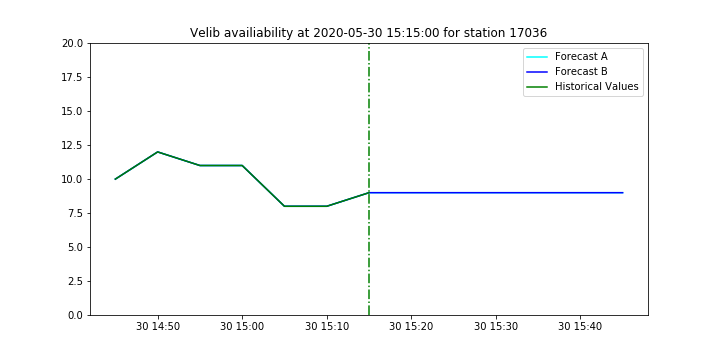 Velib availiability at 2020-05-30 15:15:00 for station 17036
20.0
17.5
15.0
12.5
10.0
7.5
5.0
2.5
0.0
Forecast A
Forecast B
Historical Values
30 14:50 30 15:00 30 15:10 30 15:20 30 15:30 30 15:40